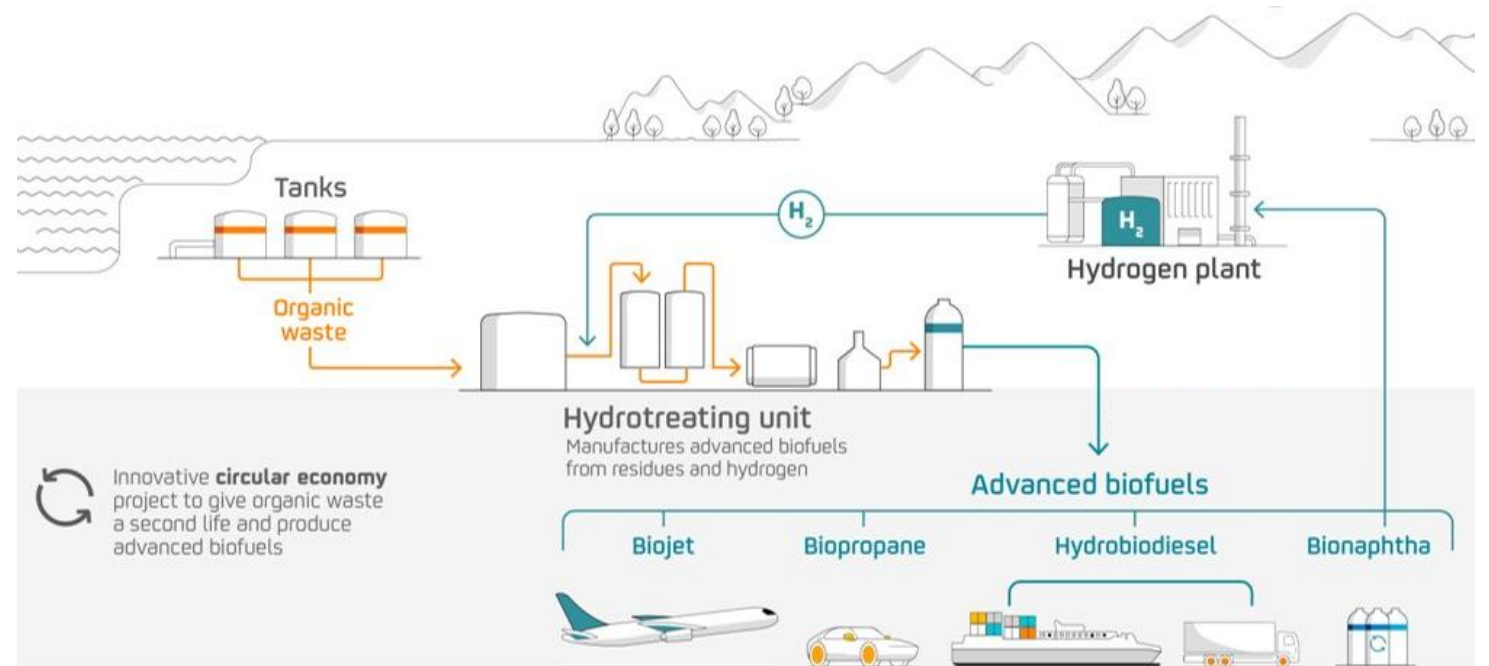 Tanks
H₂
H₂
Hydrogen plant
Organic
waste
Hydrotreating unit
Manufactures advanced biofuels
from residues and hydrogen
Innovative circular economy
project to give organic waste
a second life and produce
advanced biofuels
Advanced biofuels
Biojet
Biopropane
Hydrobiodiesel
Bionaphtha